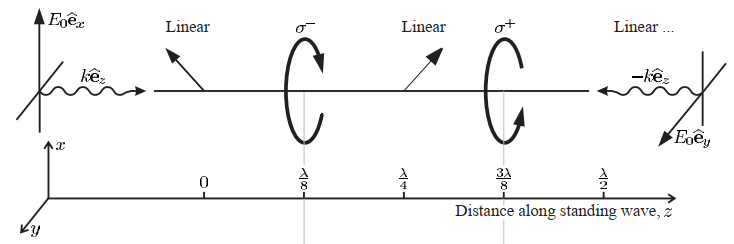 E₀ê_x
Linear
σ⁻
Linear
σ⁺
Linear ...
kê_z
−kê_z
E₀ê_y
x
y
0
λ/8
λ/4
3λ/8
λ/2
Distance along standing wave, z